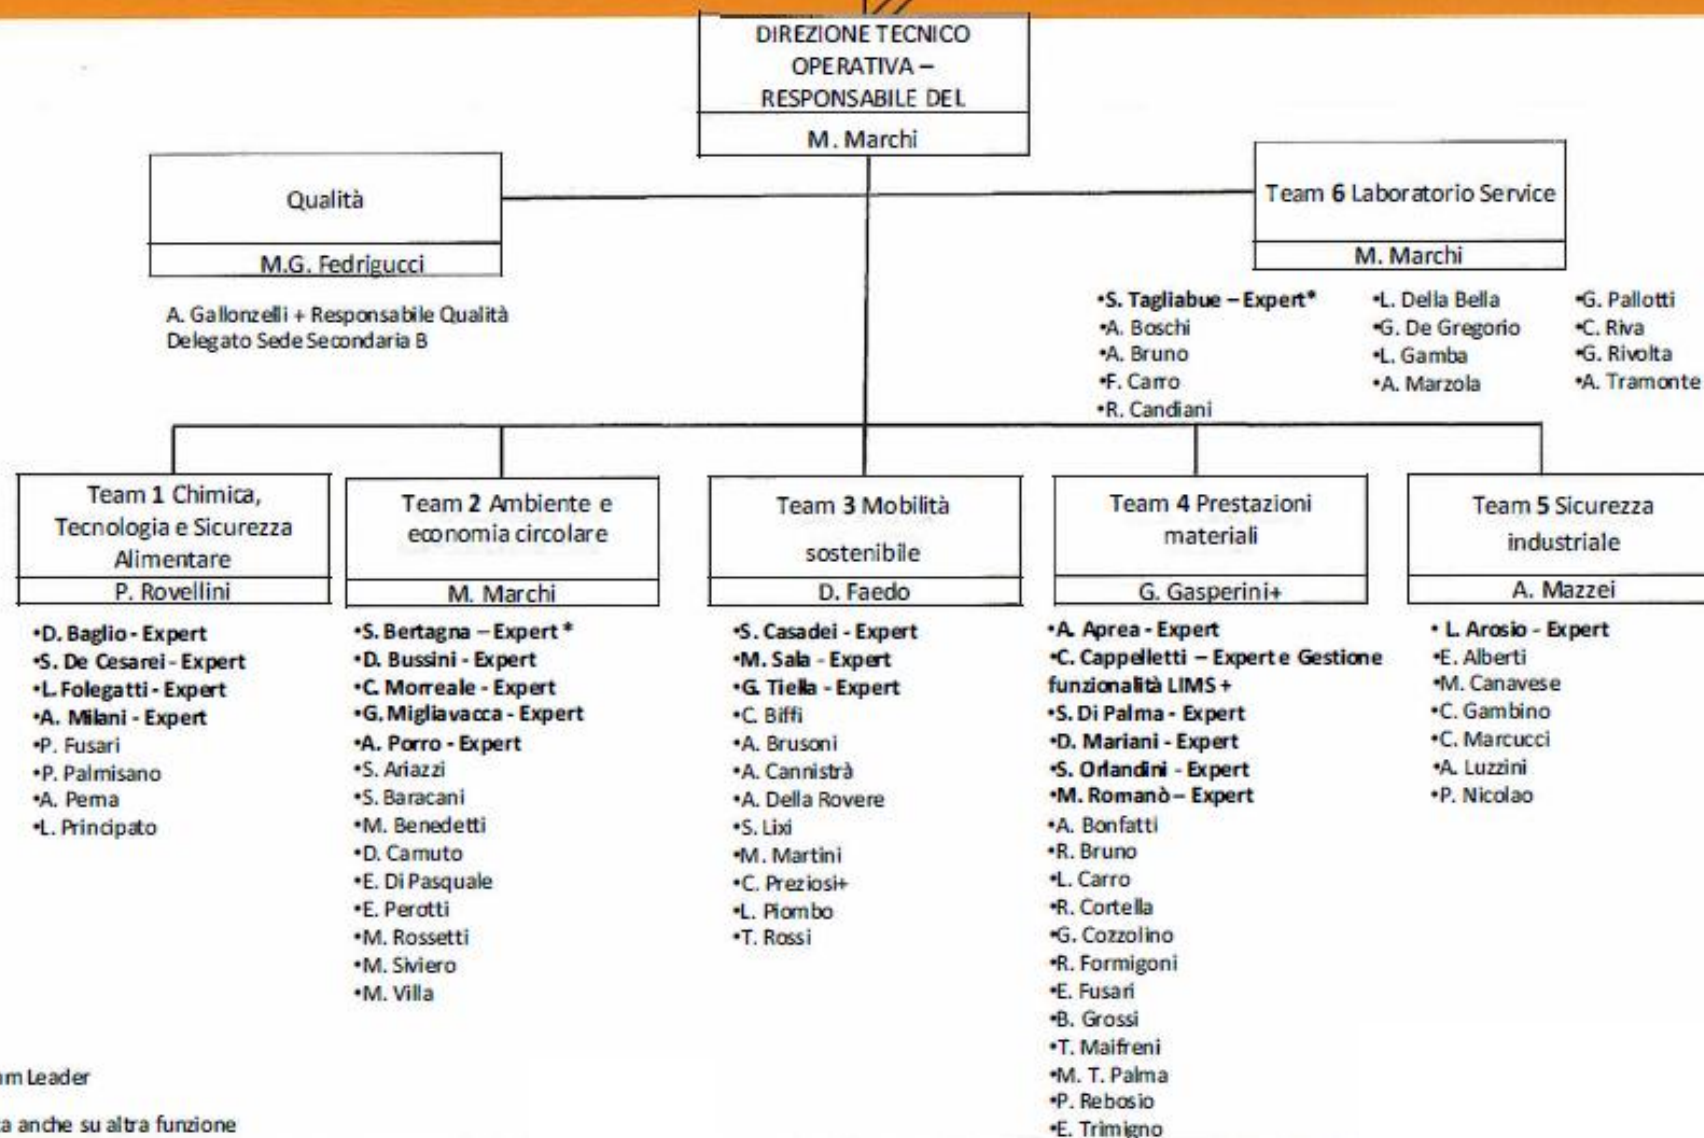 DIREZIONE TECNICO
OPERATIVA –
RESPONSABILE DEL
M. Marchi
Qualità
M.G. Fedrigucci
A. Gallonzelli + Responsabile Qualità
Delegato Sede Secondaria B
Team 6 Laboratorio Service
M. Marchi
•S. Tagliabue – Expert*
•A. Boschi
•A. Bruno
•F. Carro
•R. Candiani
•L. Della Bella
•G. De Gregorio
•L. Gamba
•A. Marzola
•G. Pallotti
•C. Riva
•G. Rivolta
•A. Tramonte
Team 1 Chimica,
Tecnologia e Sicurezza
Alimentare
P. Rovellini
•D. Baglio - Expert
•S. De Cesarei - Expert
•L. Folegatti - Expert
•A. Milani - Expert
•P. Fusari
•P. Palmisano
•A. Perna
•L. Principato
Team 2 Ambiente e
economia circolare
M. Marchi
•S. Bertagna – Expert *
•D. Bussini - Expert
•C. Morreale - Expert
•G. Migliavacca - Expert
•A. Porro - Expert
•S. Ariazzi
•S. Baracani
•M. Benedetti
•D. Camuto
•E. Di Pasquale
•E. Perotti
•M. Rossetti
•M. Siviero
•M. Villa
Team 3 Mobilità
sostenibile
D. Faedo
•S. Casadei - Expert
•M. Sala - Expert
•G. Tiella - Expert
•C. Biffi
•A. Brusoni
•A. Cannistrà
•A. Della Rovere
•S. Lixi
•M. Martini
•C. Preziosi+
•L. Piombo
•T. Rossi
Team 4 Prestazioni
materiali
G. Gasperini+
•A. Aprea - Expert
•C. Cappelletti – Expert e Gestione
funzionalità LIMS +
•S. Di Palma - Expert
•D. Mariani - Expert
•S. Orlandini - Expert
•M. Romanò – Expert
•A. Bonfatti
•R. Bruno
•L. Carro
•R. Cortella
•G. Cozzolino
•R. Formigoni
•E. Fusari
•B. Grossi
•T. Maifreni
•M. T. Palma
•P. Rebosio
•E. Trimigno
Team 5 Sicurezza
industriale
A. Mazzei
• L. Arosio - Expert
•E. Alberti
•M. Canavese
•C. Gambino
•C. Marcucci
•A. Luzzini
•P. Nicolao
Leader
anche su altra funzione